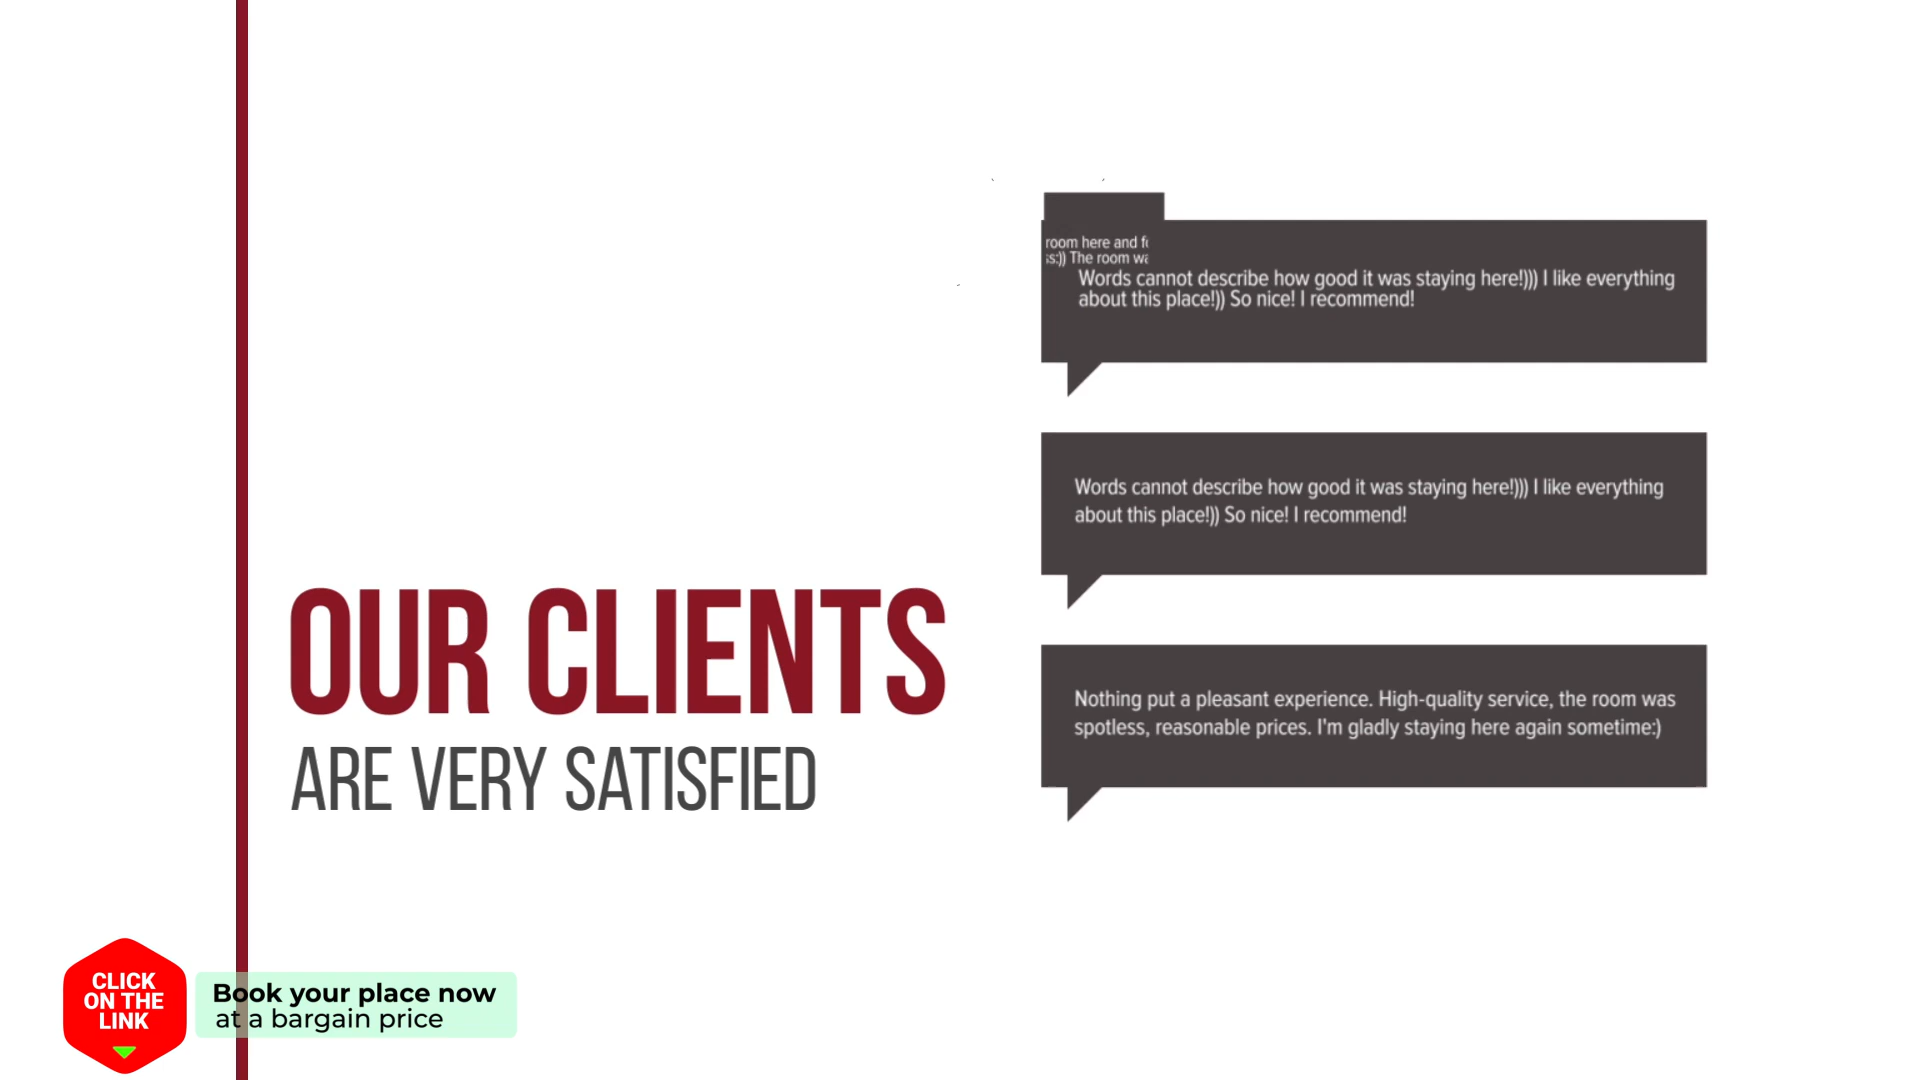 OUR CLIENTS
ARE VERY SATISFIED
room here and
s:)) The room
Words cannot describe how good it was staying here!))) I like everything
about this place!)) So nice! I recommend!
Words cannot describe how good it was staying here!))) I like everything
about this place!)) So nice! I recommend!
Nothing put a pleasant experience. High-quality service, the room was
spotless, reasonable prices. I'm gladly staying here again sometime:)
CLICK
ON THE
LINK
Book your place now
at a bargain price